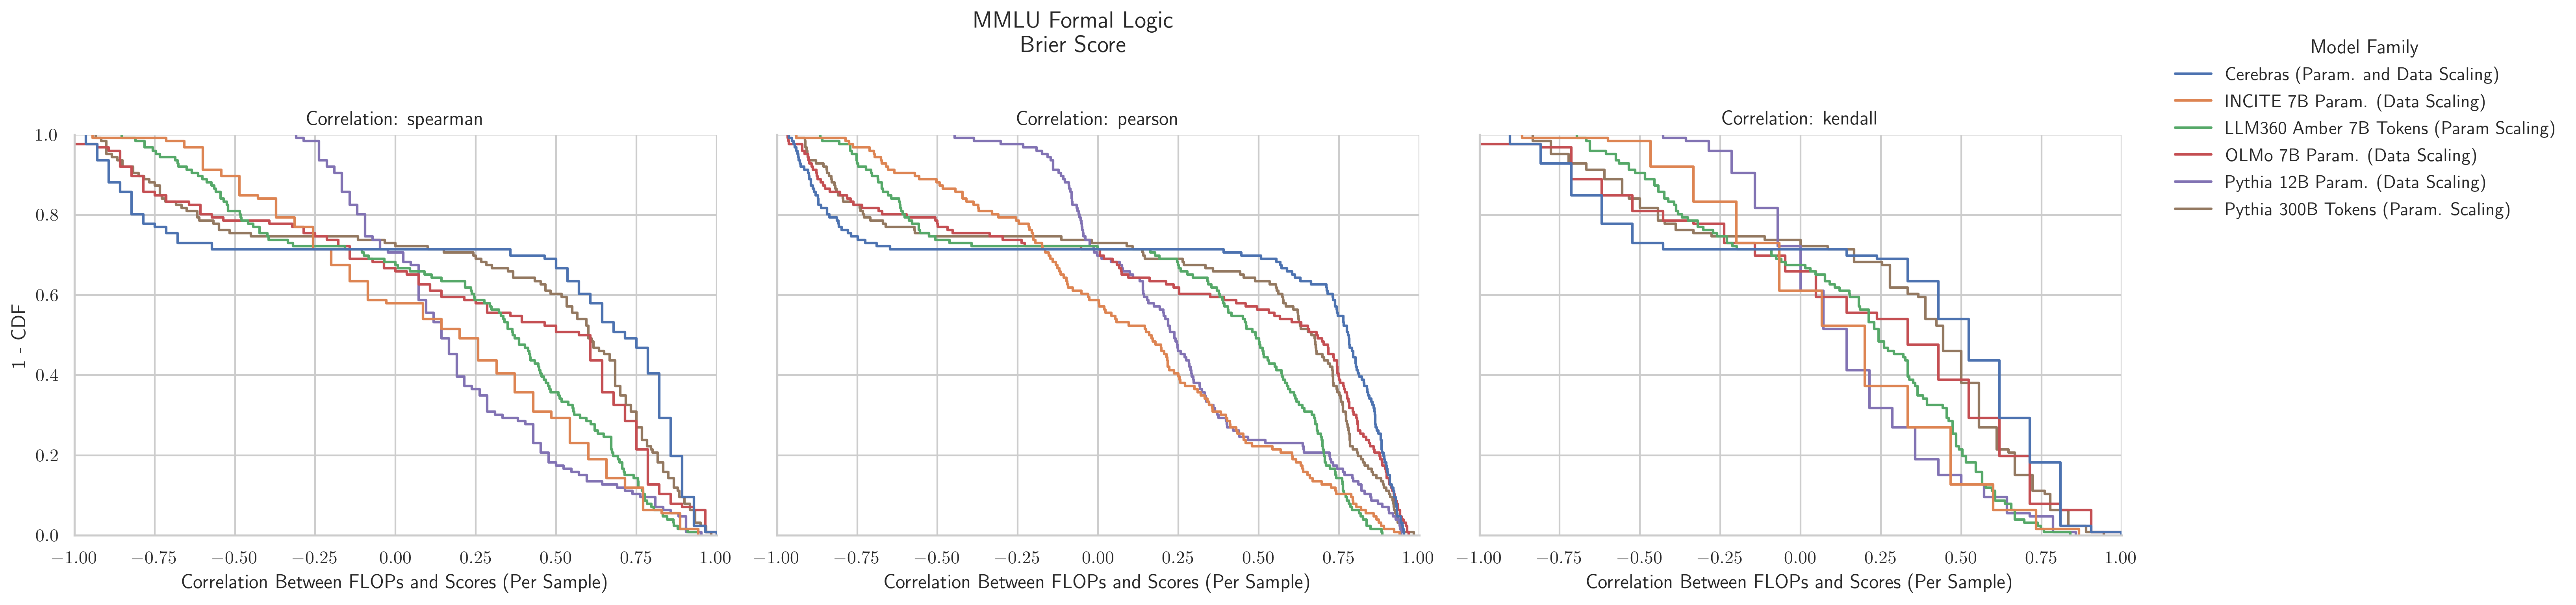 MMLU Formal Logic
Brier Score
Model Family
Cerebras (Param. and Data Scaling)
INCITE 7B Param. (Data Scaling)
LLM360 Amber 7B Tokens (Param Scaling)
OLMo 7B Param. (Data Scaling)
Pythia 12B Param. (Data Scaling)
Pythia 300B Tokens (Param. Scaling)
Correlation: spearman
1 - CDF
1.0
0.8
0.6
0.4
0.2
0.0
−1.00 −0.75 −0.50 −0.25 0.00 0.25 0.50 0.75 1.00
Correlation Between FLOPs and Scores (Per Sample)
Correlation: pearson
−1.00 −0.75 −0.50 −0.25 0.00 0.25 0.50 0.75 1.00
Correlation Between FLOPs and Scores (Per Sample)
Correlation: kendall
−1.00 −0.75 −0.50 −0.25 0.00 0.25 0.50 0.75 1.00
Correlation Between FLOPs and Scores (Per Sample)